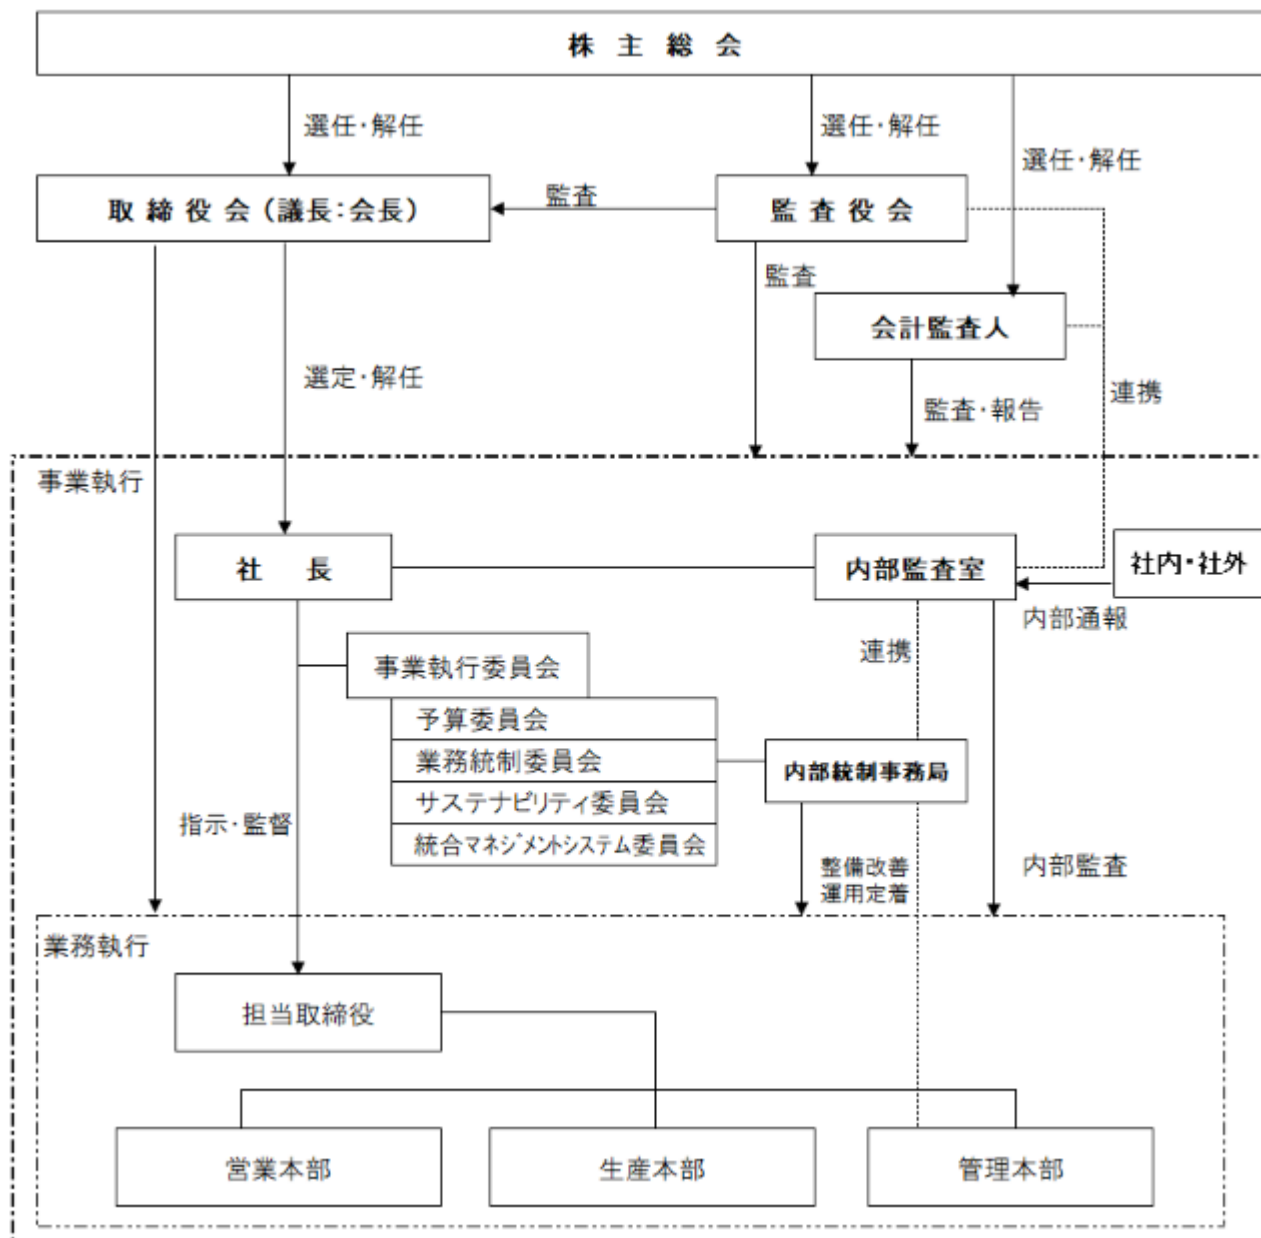 株主総会
選任・解任
選任・解任
選任・解任
取締役会（議長：会長）
監査
監査役会
監査
会計監査人
選定・解任
監査・報告
連携
事業執行
社　長
内部監査室
社内・社外
内部通報
事業執行委員会
連携
予算委員会
業務統制委員会
内部統制事務局
サステナビリティ委員会
指示・監督
統合マネジメントシステム委員会
整備改善
運用定着
内部監査
業務執行
担当取締役
営業本部
生産本部
管理本部